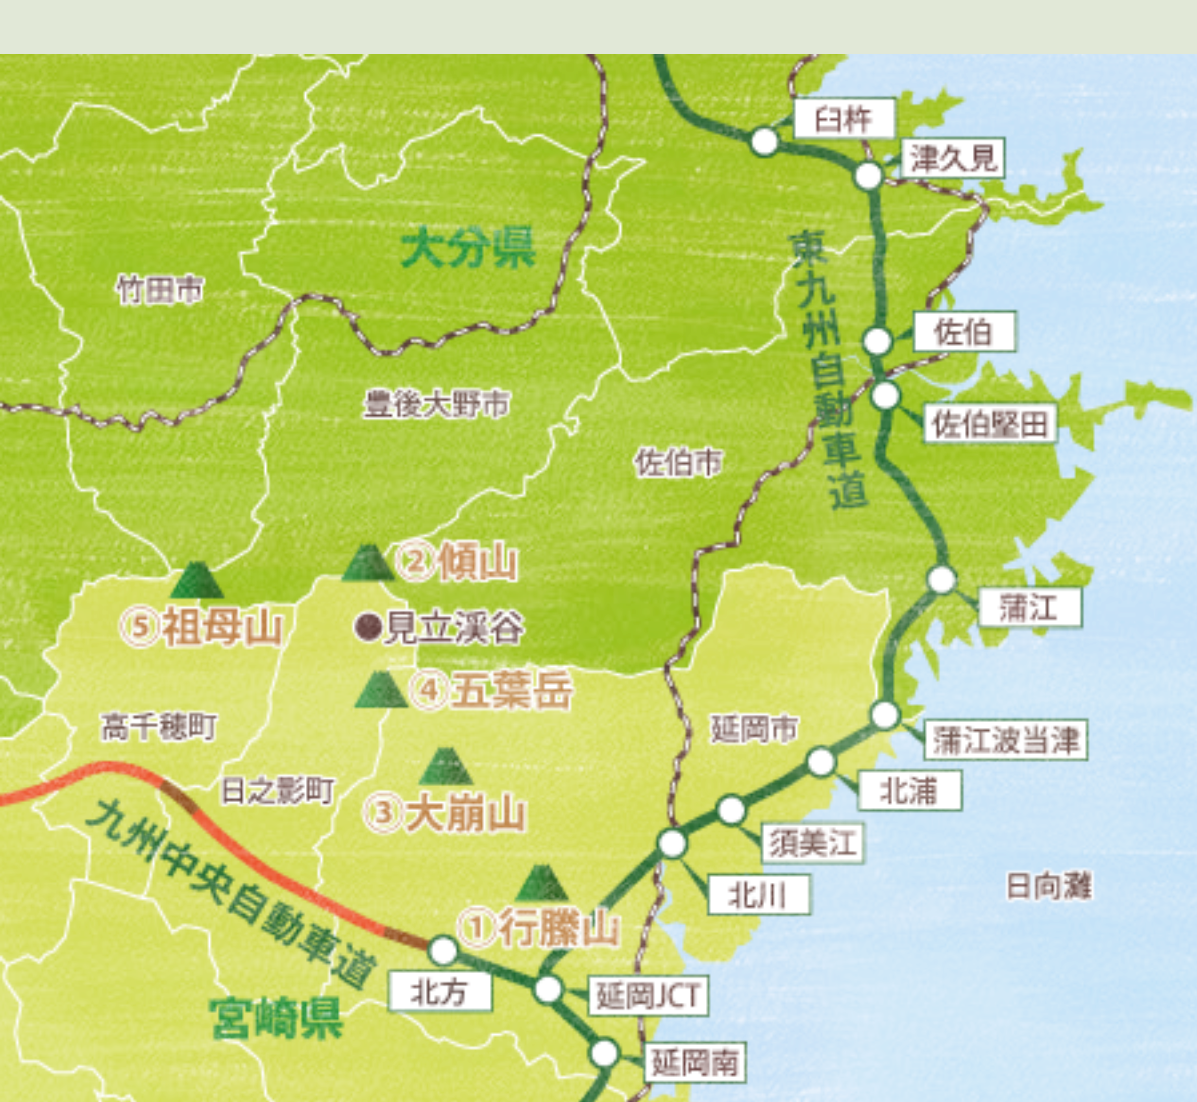 臼杵
津久見
大分県
東九州自動車道
竹田市
佐伯
豊後大野市
佐伯堅田
佐伯市
②傾山
⑤祖母山
●見立渓谷
蒲江
④五葉岳
高千穂町
延岡市
蒲江波当津
日之影町
北浦
③大崩山
須美江
九州中央自動車道
北川
日向灘
①行縢山
北方
延岡JCT
宮崎県
延岡南